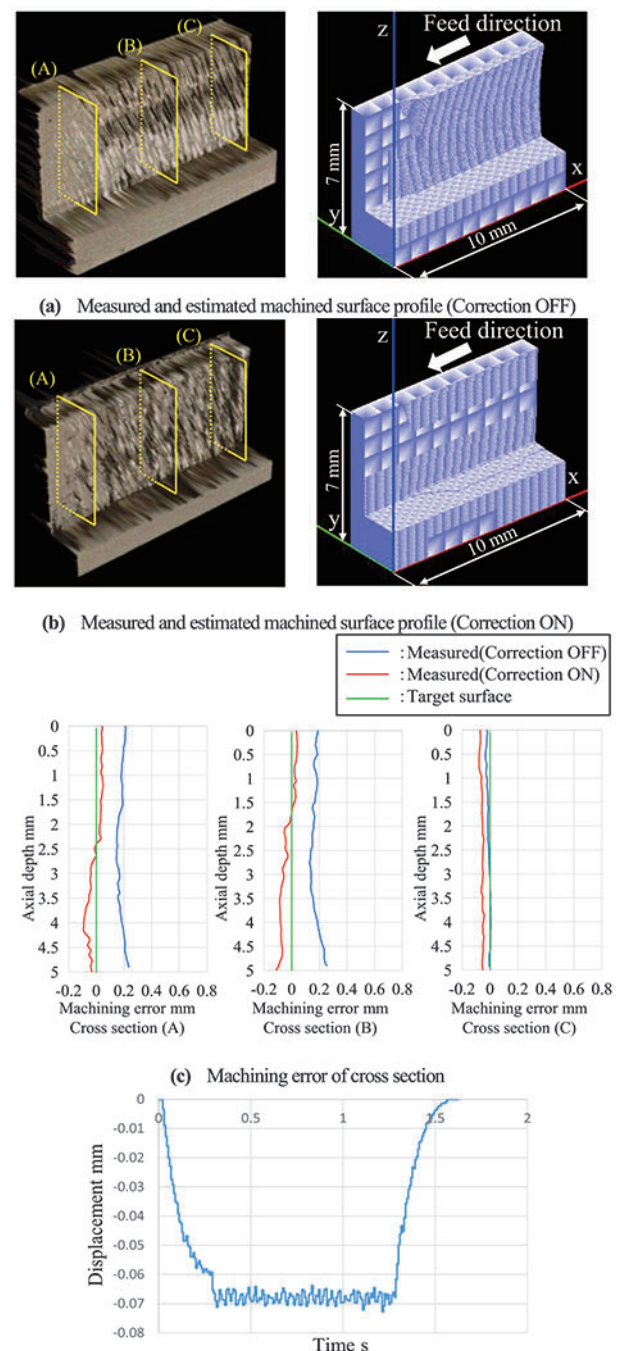 (A)
(B)
(C)
Feed direction
z
7 mm
y
x
10 mm
(a) Measured and estimated machined surface profile (Correction OFF)
(A)
(B)
(C)
Feed direction
z
7 mm
y
x
10 mm
(b) Measured and estimated machined surface profile (Correction ON)
: Measured(Correction OFF)
: Measured(Correction ON)
: Target surface
Axial depth mm
0
0.5
1
1.5
2
2.5
3
3.5
4
4.5
5
-0.2 0 0.2 0.4 0.6 0.8
Machining error mm
Cross section (A)
Axial depth mm
0
0.5
1
1.5
2
2.5
3
3.5
4
4.5
5
-0.2 0 0.2 0.4 0.6 0.8
Machining error mm
Cross section (B)
Axial depth mm
0
0.5
1
1.5
2
2.5
3
3.5
4
4.5
5
-0.2 0 0.2 0.4 0.6 0.8
Machining error mm
Cross section (C)
(c) Machining error of cross section
Displacement mm
0
-0.01
-0.02
-0.03
-0.04
-0.05
-0.06
-0.07
-0.08
0 0.5 1 1.5 2
Time s